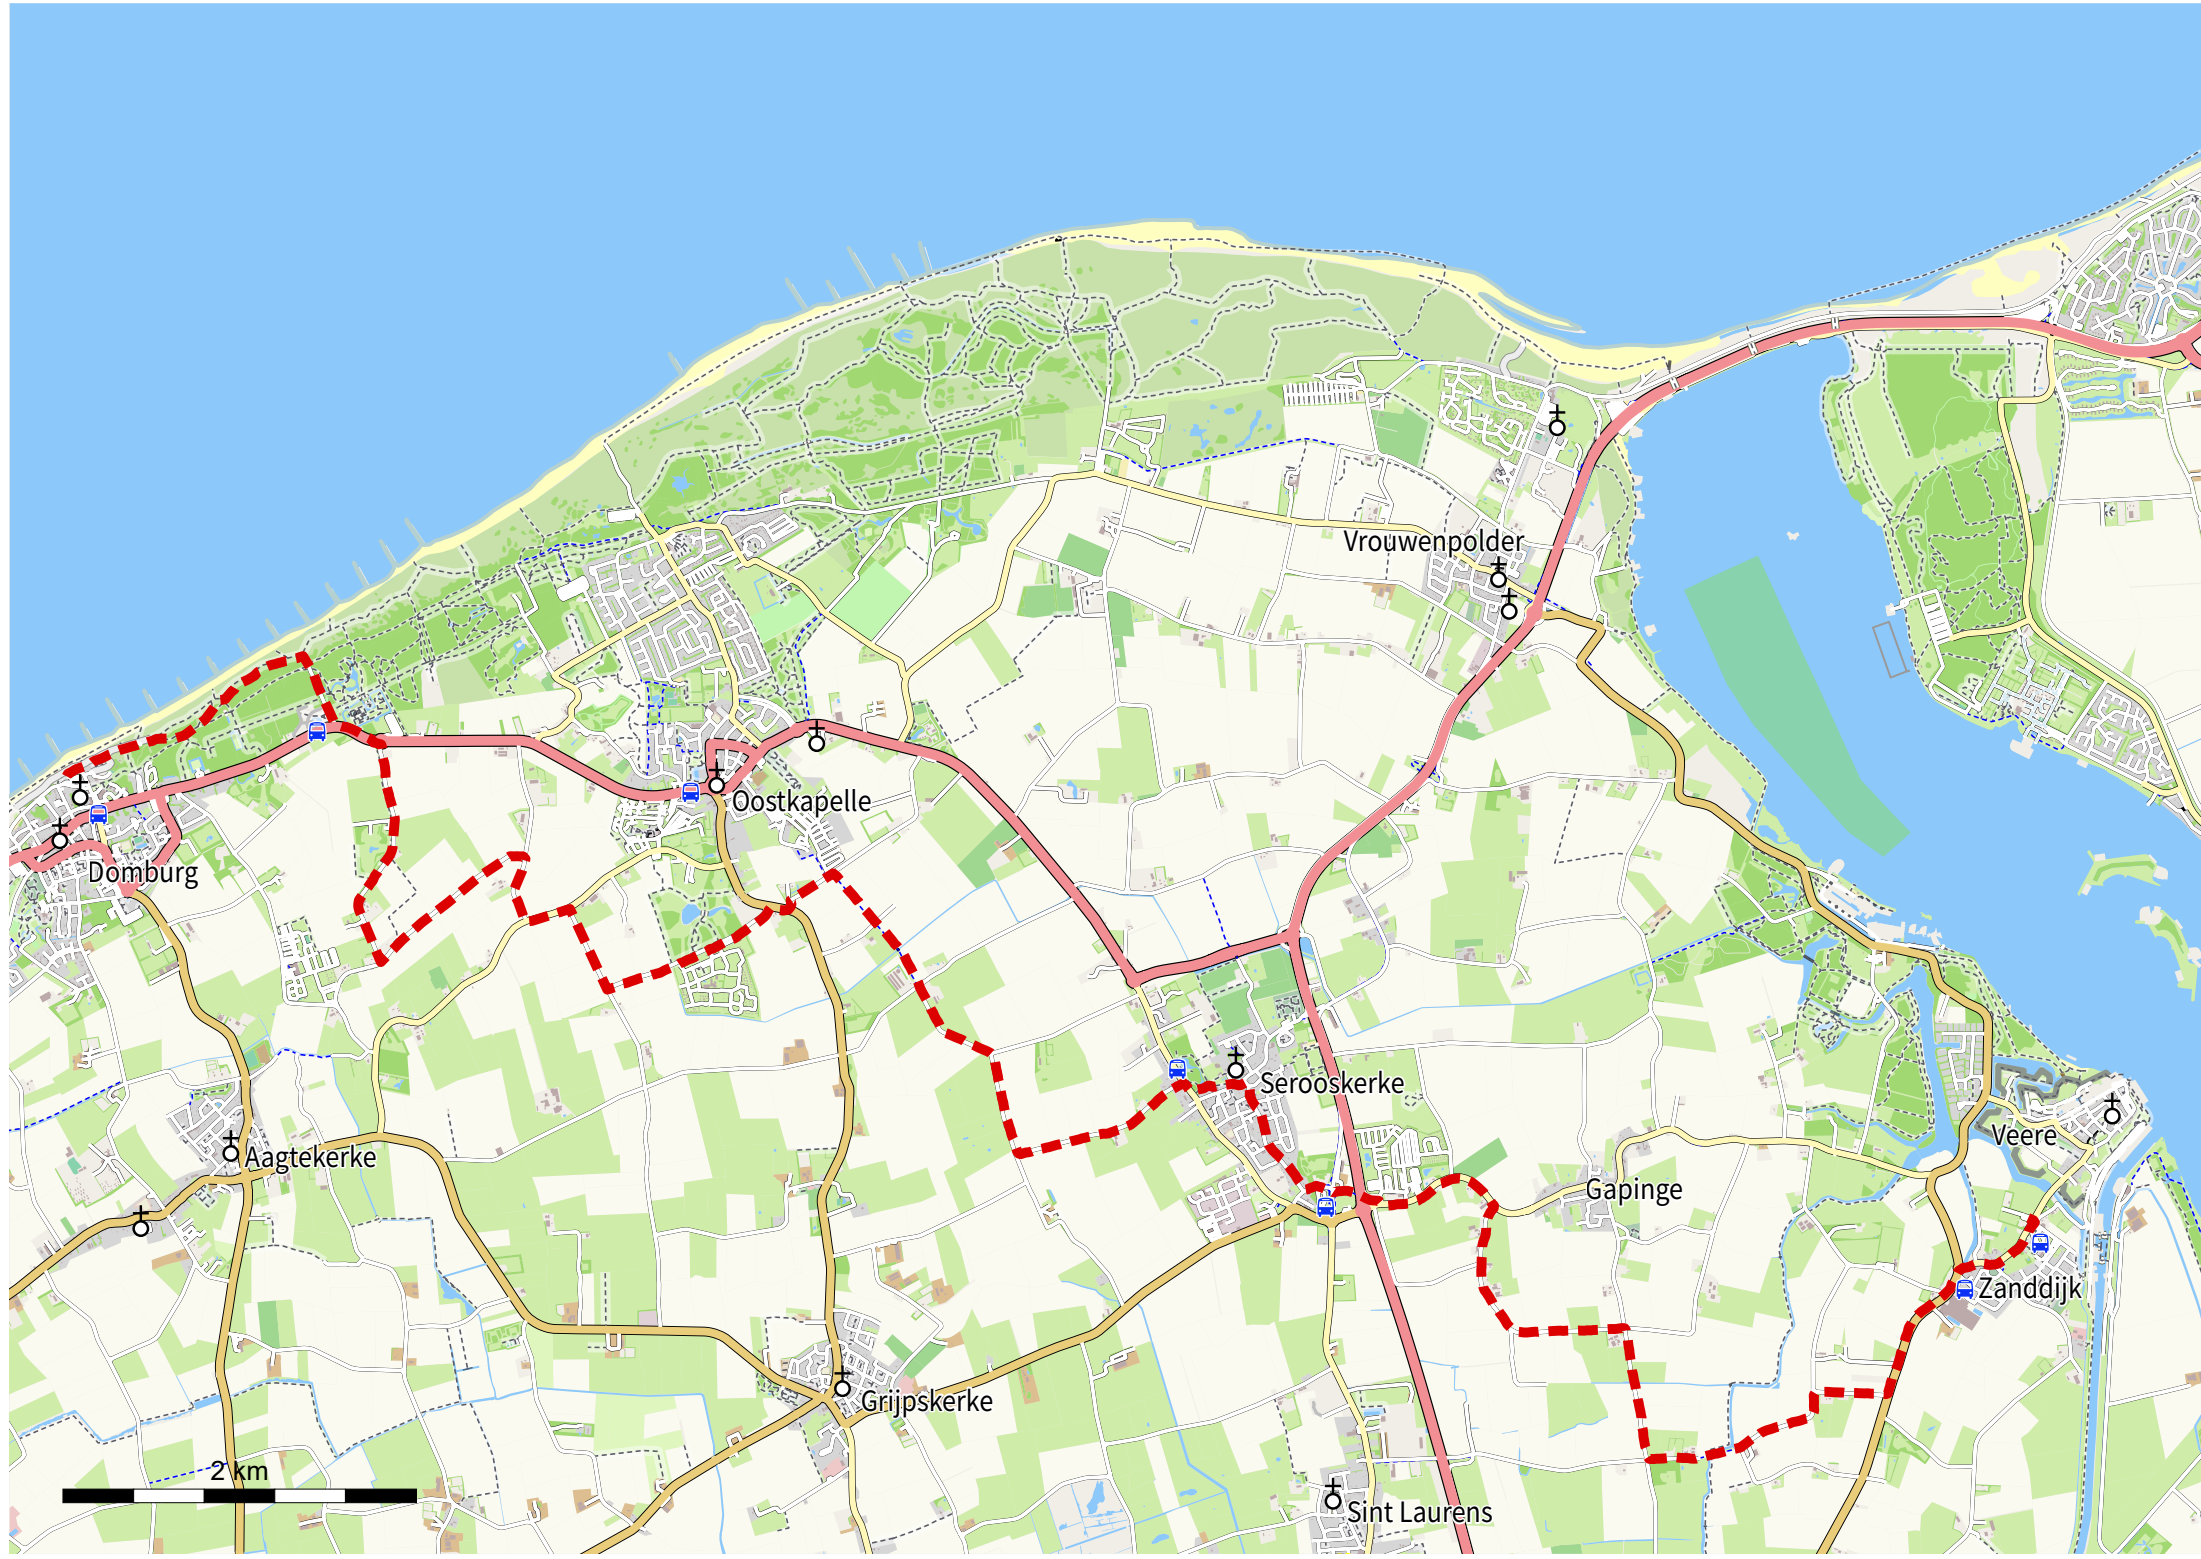 Vrouwenpolder
Oostkapelle
Domburg
Serooskerke
Veere
Aagtekerke
Gapinge
Zanddijk
Grijpskerke
2 km
Sint Laurens